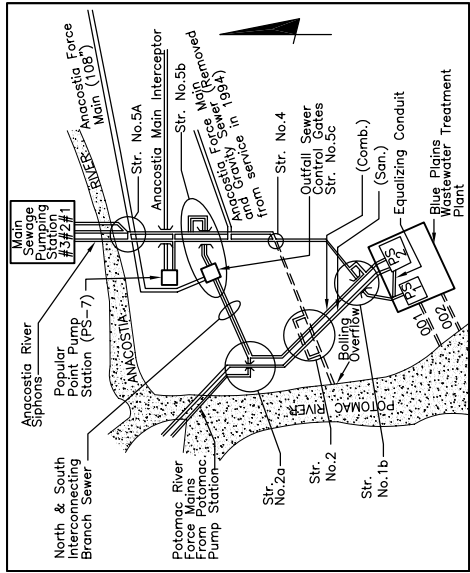 Main
Sewage
Pumping
Station
#3#2#1
RIVER
Anacostia Force
Main (108")
Str. No.5A
Anacostia Main Interceptor
Str. No.5b
Anacostia Force Main
and Gravity Sewer (Removed
from service in 1994)
Str. No.4
Outfall Sewer
Control Gates
Str. No.5c
(Comb.)
(San.)
Equalizing Conduit
Blue Plains
Wastewater Treatment
Plant
Anacostia River
Siphons
ANACOSTIA
Popular
Point Pump
Station (PS-7)
North & South
Interconnecting
Branch Sewer
Potomac River
Force Mains
From Potomac
Pump Station
Str.
No.2a
Str.
No.2
Str.
No.1b
Bolling
Overflow
POTOMAC RIVER
PS
1
PS
2
001
002